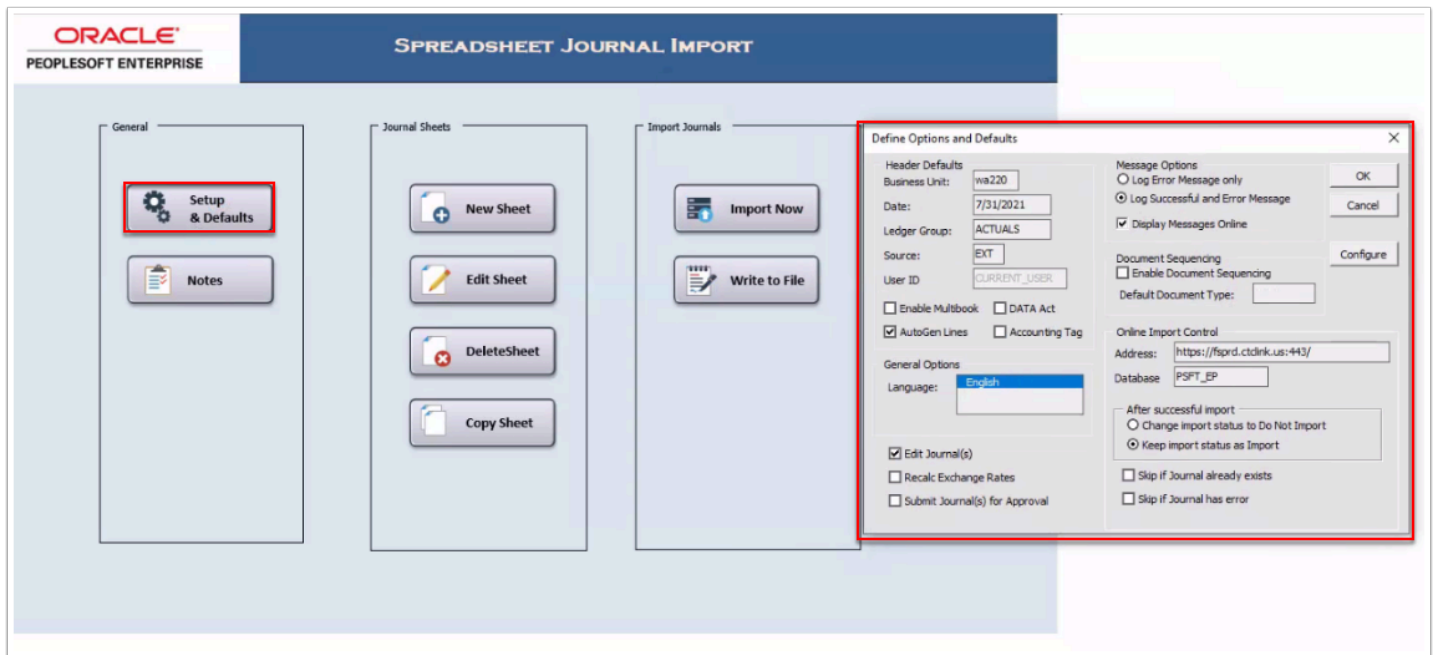 ORACLE'
PEOPLESOFT ENTERPRISE
SPREADSHEET JOURNAL IMPORT
General
Setup
& Defaults
Notes
Journal Sheets
New Sheet
Edit Sheet
DeleteSheet
Copy Sheet
Import Journals
Import Now
Write to File
Define Options and Defaults
Header Defaults
Business Unit: wa220
Date: 7/31/2021
Ledger Group: ACTUALS
Source: EXT
User ID CURRENT_USER
Enable Multibook DATA Act
AutoGen Lines Accounting Tag
General Options
Language: English
Edit Journal(s)
Recalc Exchange Rates
Submit Journal(s) for Approval
Message Options
Log Error Message only
Log Successful and Error Message
Display Messages Online
OK
Cancel
Configure
Document Sequencing
Enable Document Sequencing
Default Document Type:
Online Import Control
Address: https://fsprd.ctclink.us:443/
Database PSFT_EP
After successful import
Change import status to Do Not Import
Keep import status as Import
Skip if Journal already exists
Skip if Journal has error